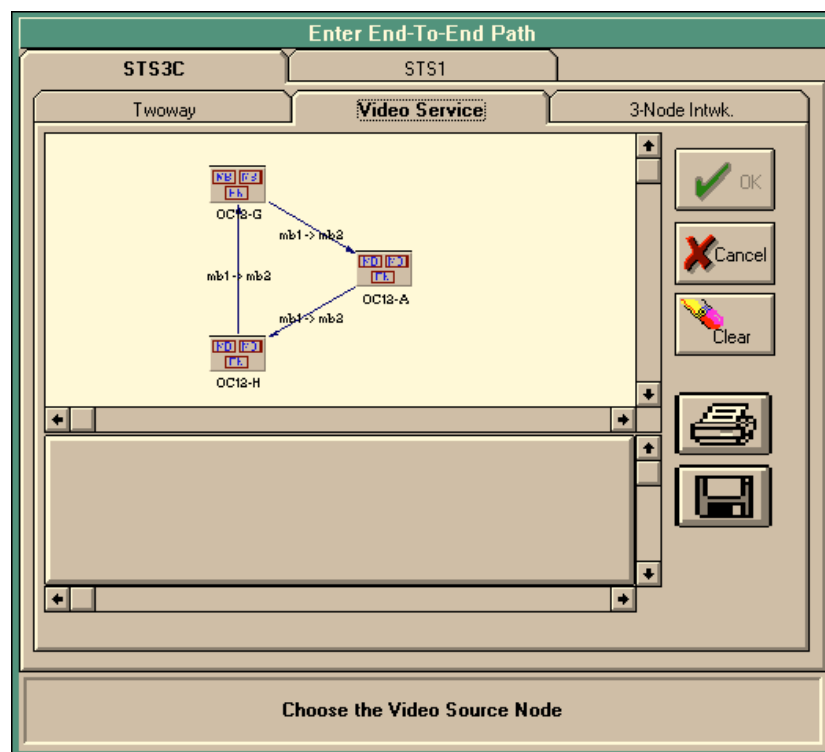 Enter End-To-End Path
STS3C
STS1
Twoway
Video Service
3-Node Intwk.
OC12-G
mb1 -> mb2
OC12-A
mb1 -> mb2
mb1 -> mb2
OC12-H
OK
Cancel
Clear
Choose the Video Source Node